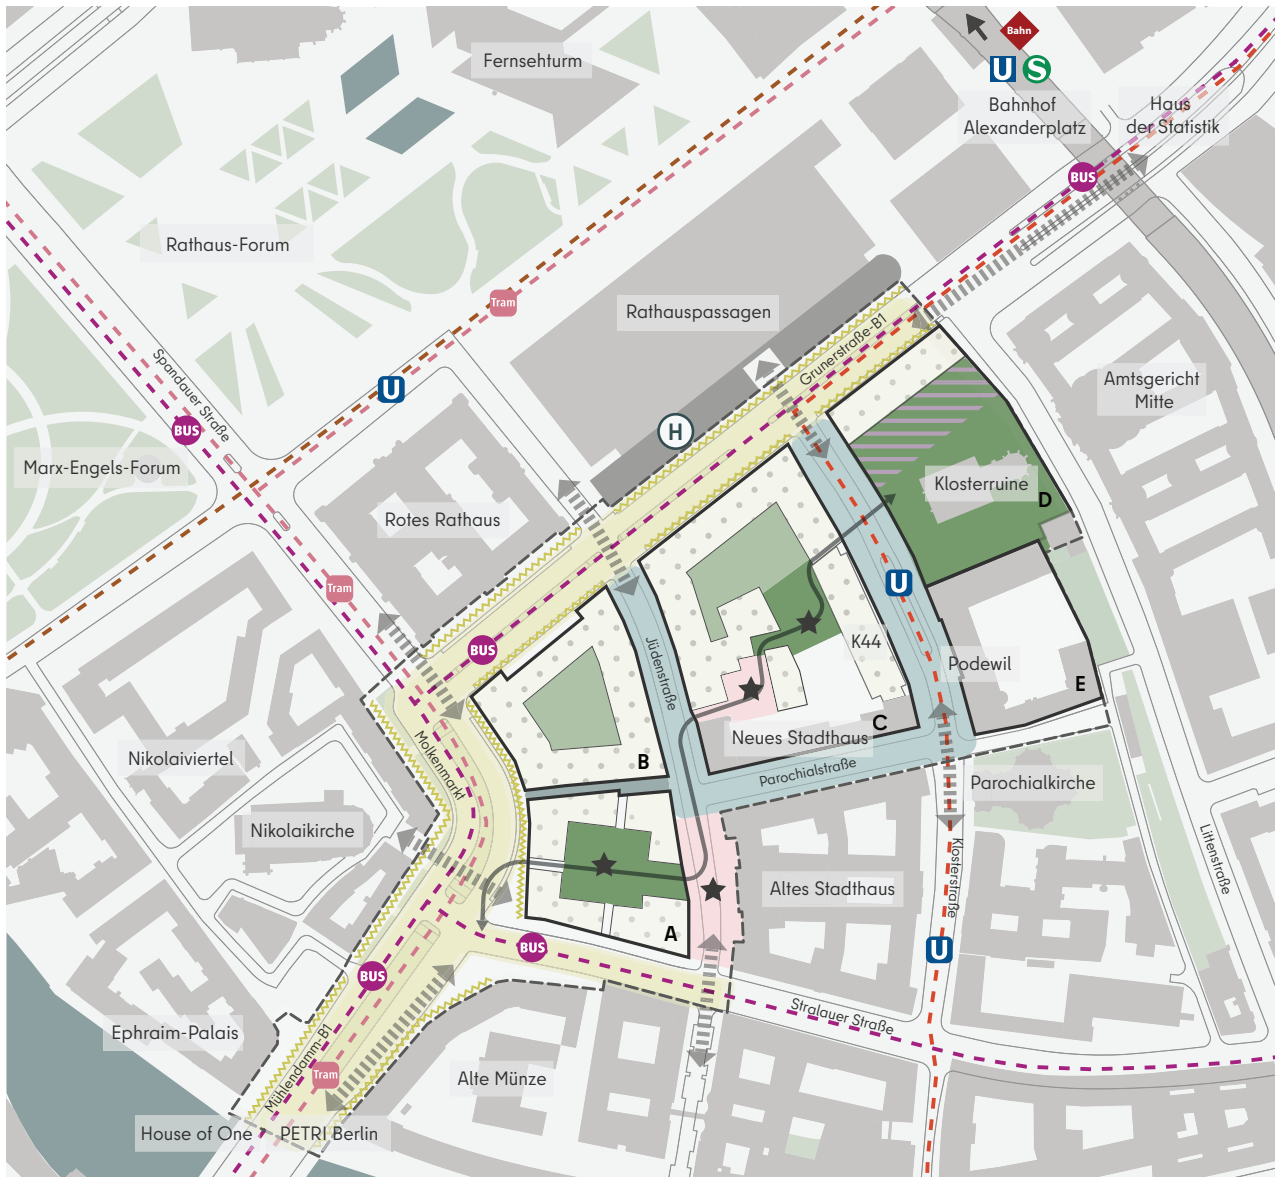 Fernsehturm
Bahn
U S
Bahnhof
Alexanderplatz
Haus
der Statistik
BUS
Rathaus-Forum
Tram
Rathauspassagen
Grunerstraße-B1
Spandauer Straße
U
BUS
H
Amtsgericht
Mitte
Marx-Engels-Forum
Rotes Rathaus
Klosterruine
D
Tram
U
BUS
Jüdenstraße
K44
Podewil
E
Neues Stadthaus
C
Nikolaiviertel
Molkenmarkt
B
Parochialstraße
Parochialkirche
Nikolaikirche
Littenstraße
Altes Stadthaus
Klosterstraße
A
BUS
U
BUS
Stralauer Straße
Ephraim-Palais
Mühlendamm-B1
Tram
Alte Münze
House of One
PETRI Berlin